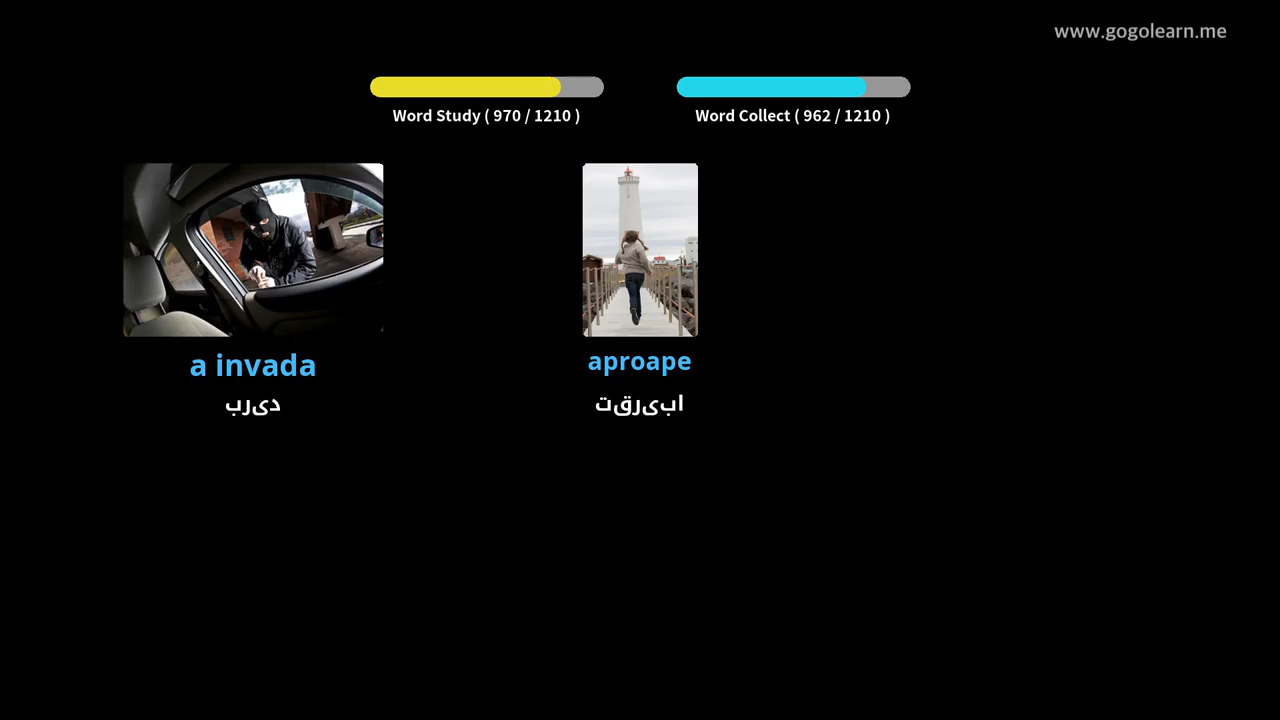 www.gogolearn.me
Word Study ( 970 / 1210 )
Word Collect ( 962 / 1210 )
a invada
دیرب
aproape
ابیرقت